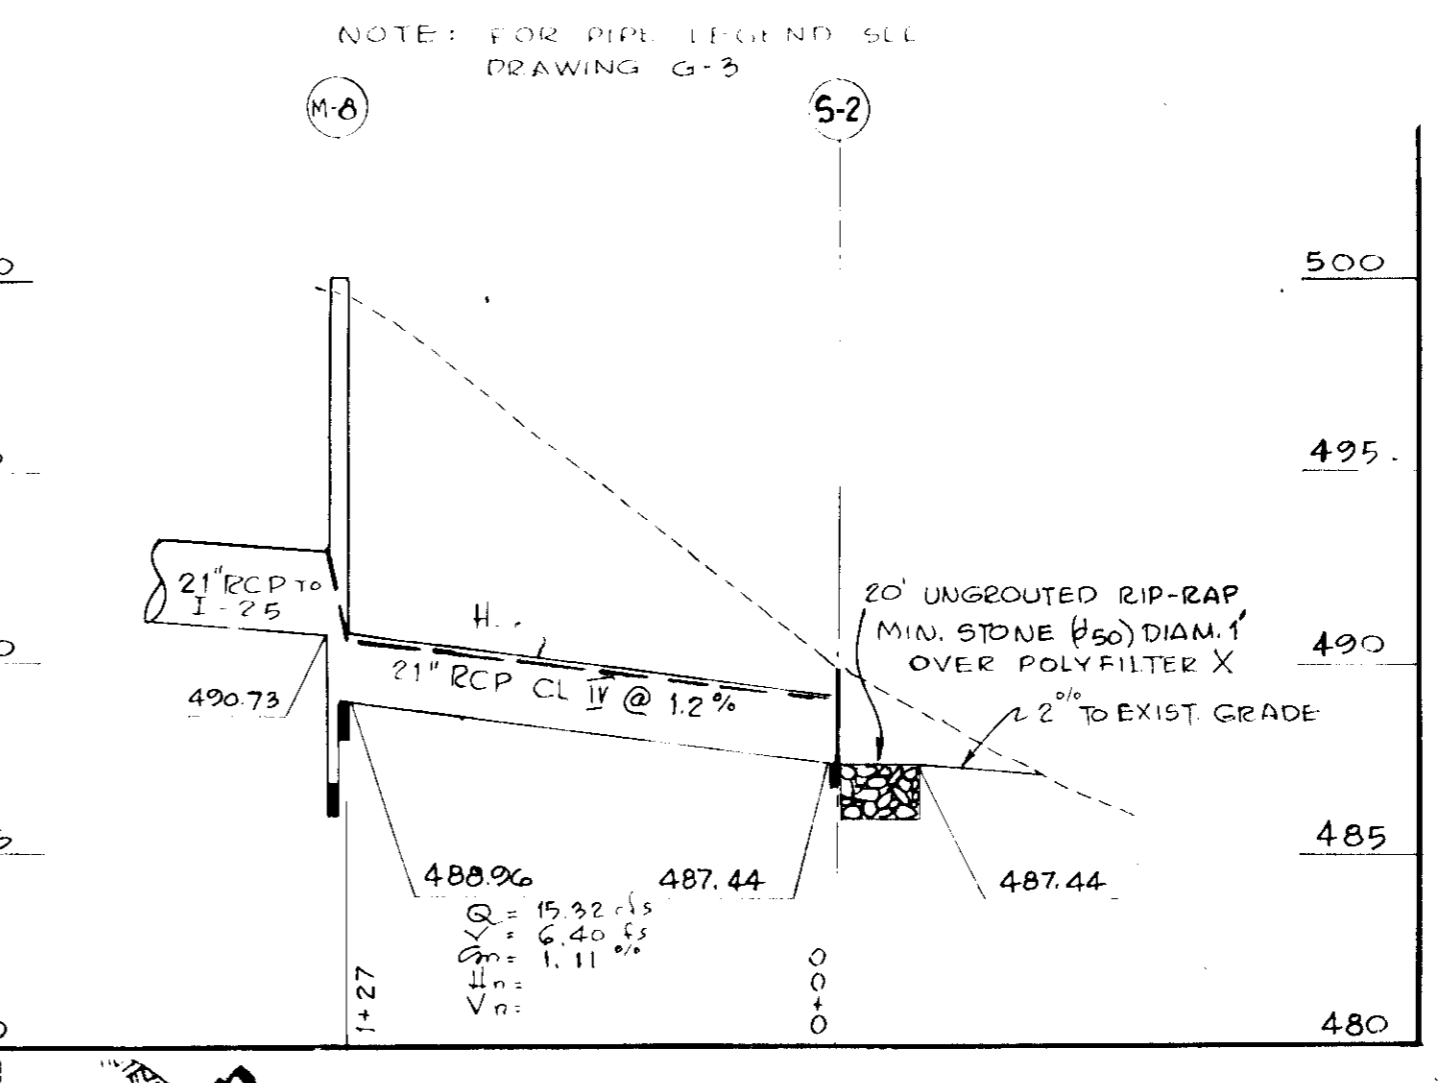 NOTE: FOR PIPE LEGEND SEE
DRAWING G-3
M-8
S-2
500
495.
490
485
480
21" RCP TO
I-25
490.73
H.
21" RCP CL IV @ 1.2%
20' UNGROUTED RIP-RAP
MIN. STONE (d50) DIAM. 1'
OVER POLYFILTER X
2% TO EXIST. GRADE
488.96
487.44
487.44
Q = 15.32 cfs
V = 6.40 fs
= 1.11 %
Hn =
Vn =
1+27
0+00